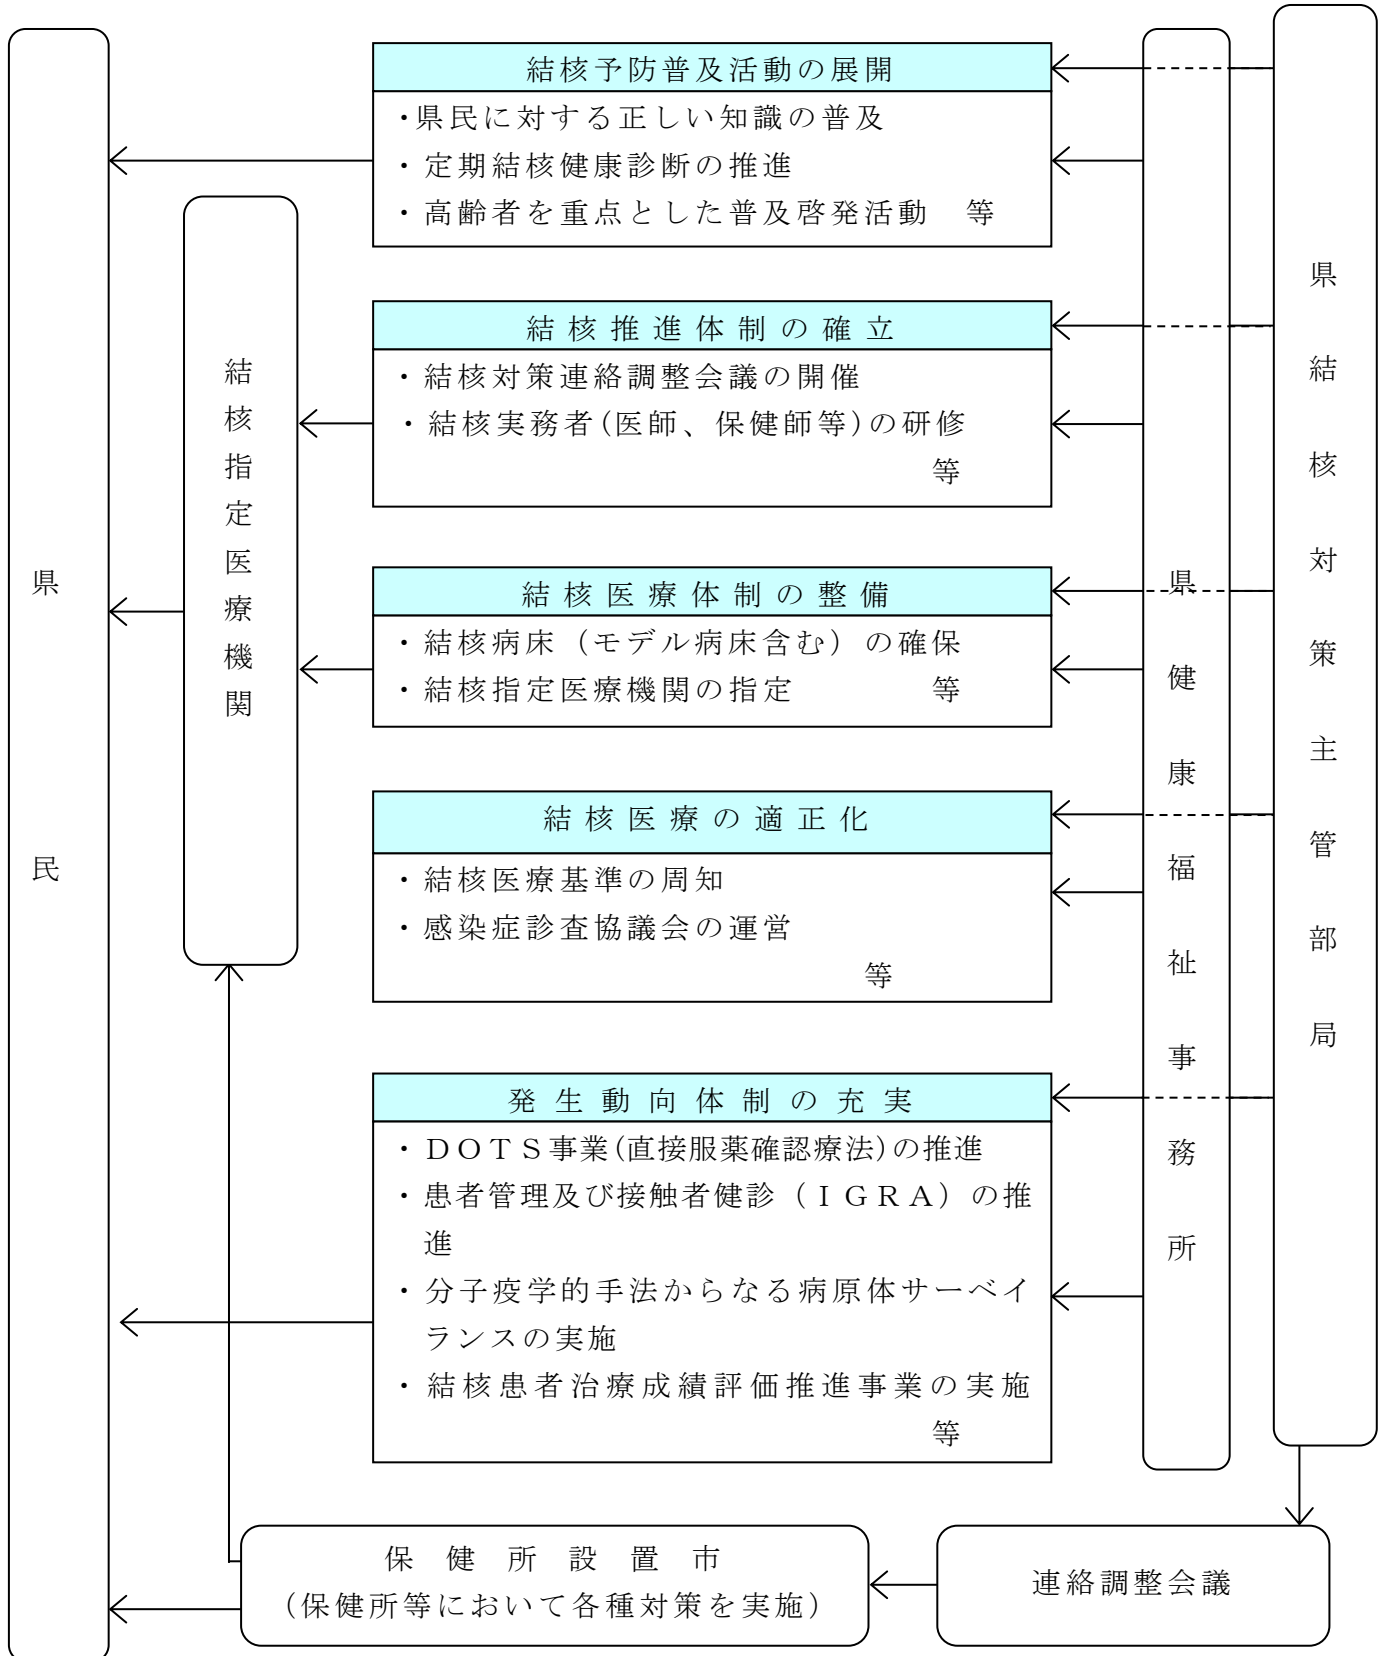 結核予防普及活動の展開
・県民に対する正しい知識の普及
・定期結核健康診断の推進
・高齢者を重点とした普及啓発活動　等
結核推進体制の確立
・結核対策連絡調整会議の開催
・結核実務者(医師、保健師等)の研修
等
結核医療体制の整備
・結核病床（モデル病床含む）の確保
・結核指定医療機関の指定　　　等
結核医療の適正化
・結核医療基準の周知
・感染症診査協議会の運営
等
発生動向体制の充実
・ＤＯＴＳ事業(直接服薬確認療法)の推進
・患者管理及び接触者健診（ＩＧＲＡ）の推
進
・分子疫学的手法からなる病原体サーベイ
ランスの実施
・結核患者治療成績評価推進事業の実施
等
県民
結核指定医療機関
県健康福祉事務所
県結核対策主管部局
保健所設置市
（保健所等において各種対策を実施）
連絡調整会議